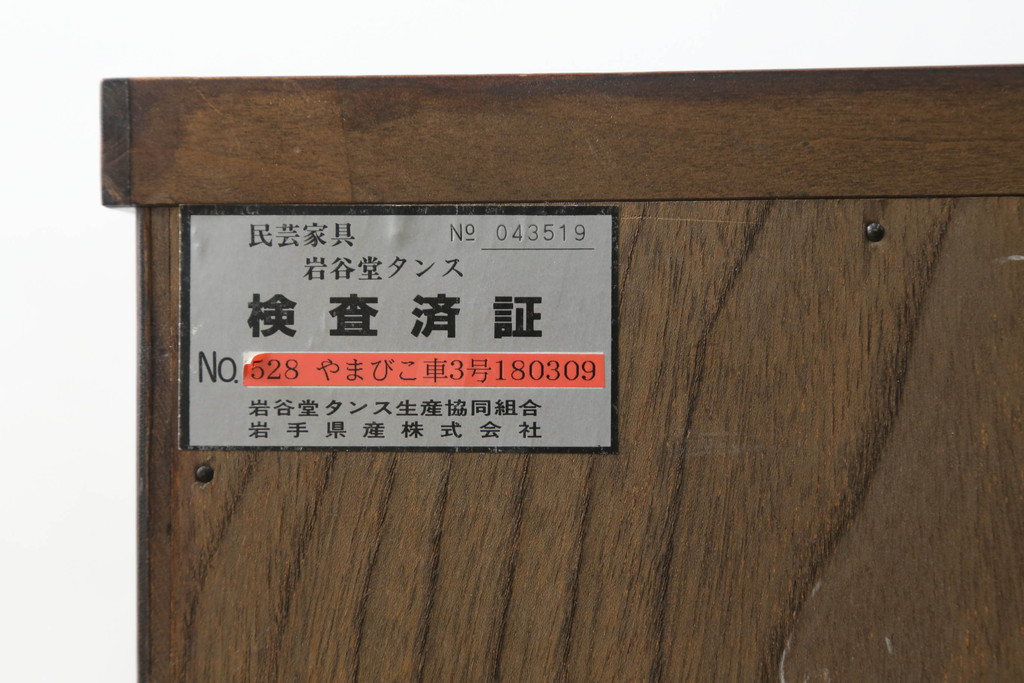 民芸家具 № 043519
岩谷堂タンス
検査済証
No. 528 やまびこ車3号180309
岩谷堂タンス生産協同組合
岩手県産株式会社